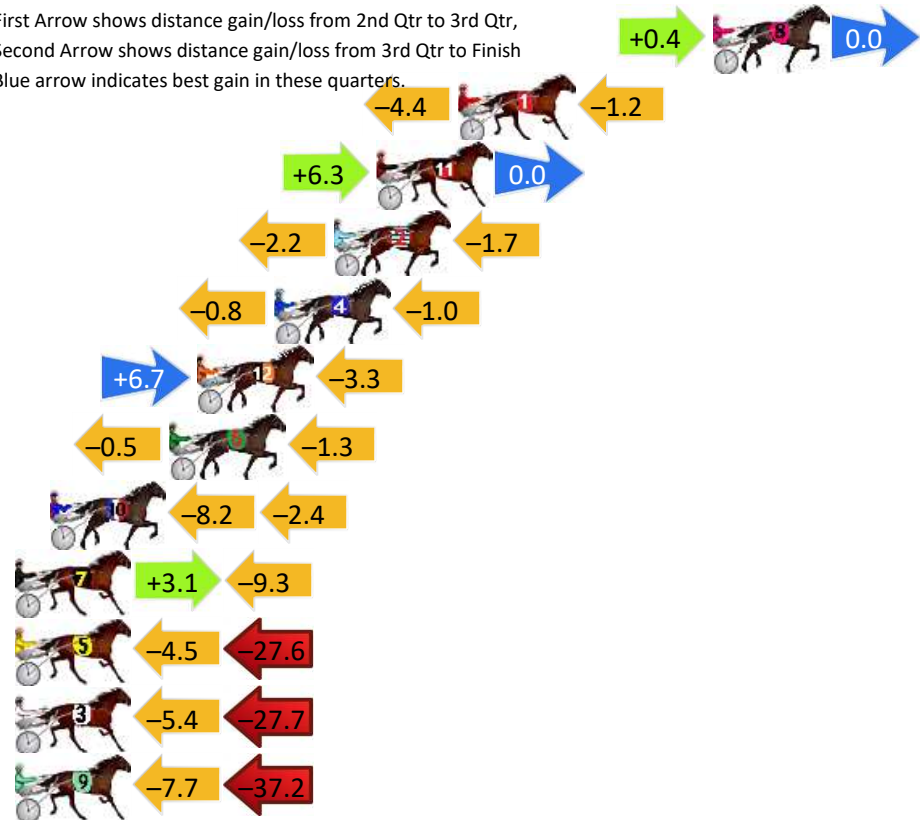 First Arrow shows distance gain/loss from 2nd Qtr to 3rd Qtr,
Second Arrow shows distance gain/loss from 3rd Qtr to Finish
Blue arrow indicates best gain in these quarters.
+0.4 8 0.0
–4.4 1 –1.2
+6.3 11 0.0
–2.2 –1.7
–0.8 4 –1.0
+6.7 12 –3.3
–0.5 –1.3
10 –8.2 –2.4
7 +3.1 –9.3
5 –4.5 –27.6
3 –5.4 –27.7
9 –7.7 –37.2